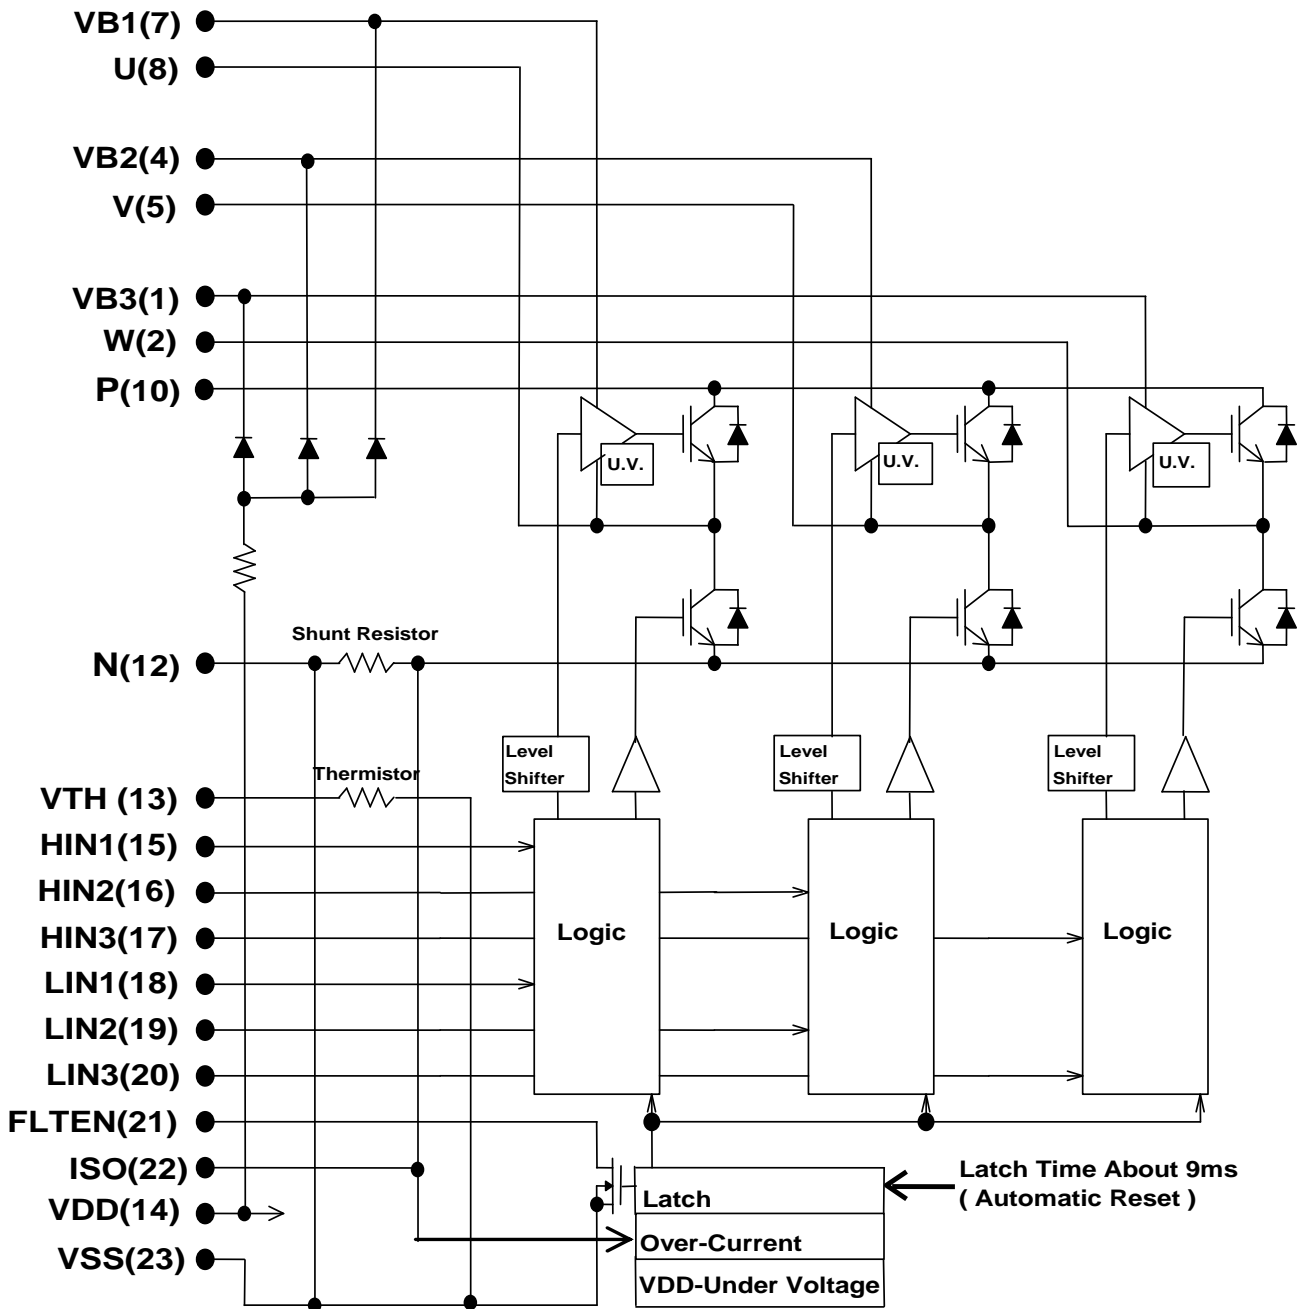 VB1(7)
U(8)
VB2(4)
V(5)
VB3(1)
W(2)
P(10)
U.V.
U.V.
U.V.
Shunt Resistor
N(12)
Level
Shifter
Level
Shifter
Level
Shifter
Thermistor
VTH (13)
HIN1(15)
HIN2(16)
HIN3(17)
LIN1(18)
LIN2(19)
LIN3(20)
Logic
Logic
Logic
FLTEN(21)
ISO(22)
VDD(14)
VSS(23)
Latch
Over-Current
VDD-Under Voltage
Latch Time About 9ms
( Automatic Reset )